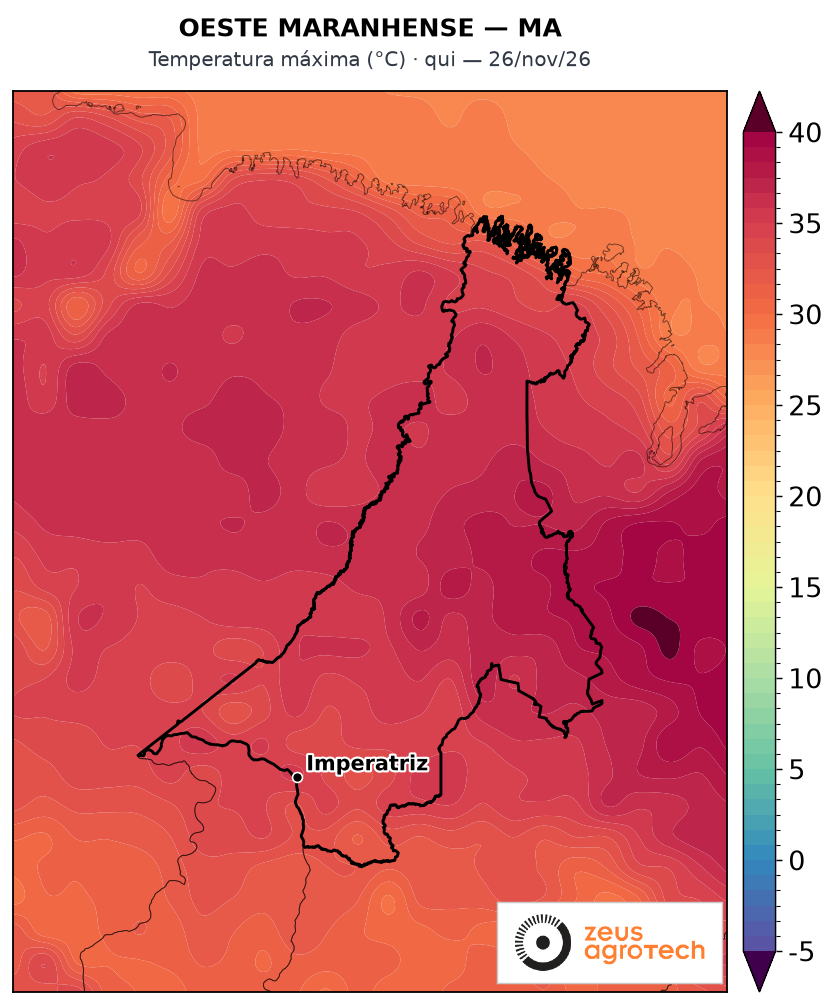 OESTE MARANHENSE — MA
Temperatura máxima (°C) · qui — 26/nov/26
40
35
30
25
20
15
10
5
0
-5
Imperatriz
zeus
agrotech